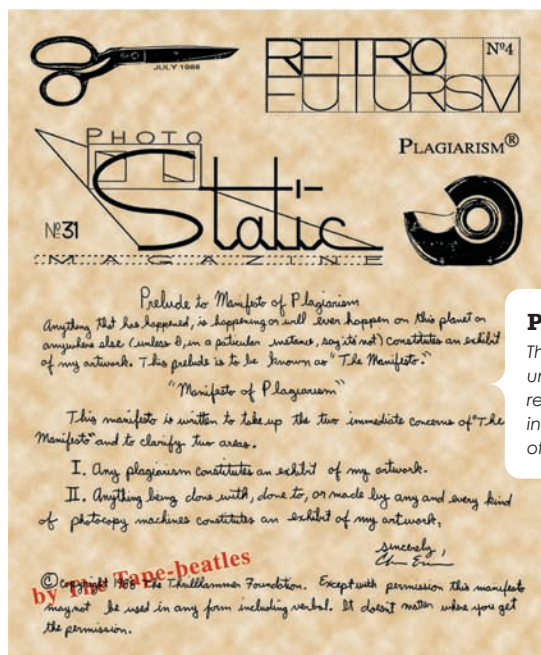 JULY 1988
RETRO Nº4
FUTURISM
PHOTO
PLAGIARISM®
Static
Nº31
MAGAZINE
Prelude to Manifesto of Plagiarism
Anything that has happened, is happening or will ever happen on this planet or
anywhere else (unless I, in a particular instance, say it's not) constitutes an exhibit
of my artwork. This prelude is to be known as "The Manifesto."
"Manifesto of Plagiarism"
This manifesto is written to take up the two immediate concerns of "The
Manifesto" and to clarify two areas.
I. Any plagiarism constitutes an exhibit of my artwork.
II. Anything being done with, done to, or made by any and every kind
of photocopy machines constitutes an exhibit of my artwork.
Sincerely,
© Copyright 1988 The Thrillhammer Foundation. Except with permission this manifesto
by The Tape-beatles
may not be used in any form including verbal. It doesn't matter where you get
the permission.
P
Th
un
re
in
of